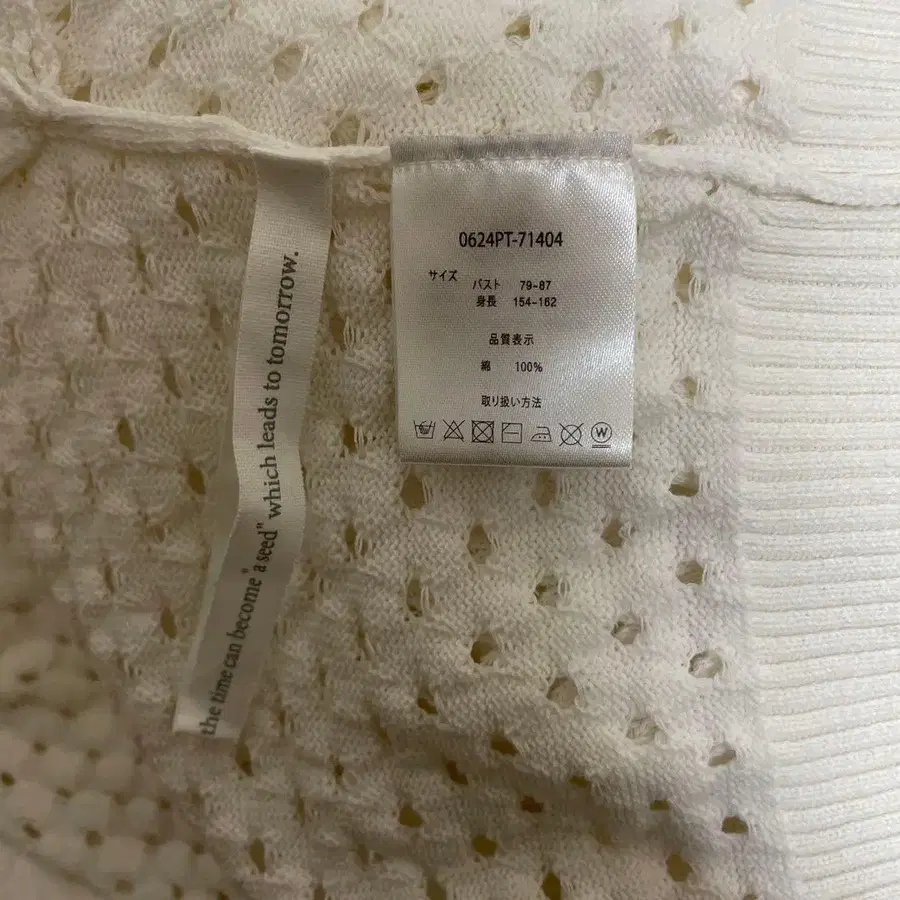 the time can become "a seed" which leads to tomorrow.
0624PT-71404
サイズ
バスト 79-87
身長 154-162
品質表示
綿 100%
取り扱い方法
W